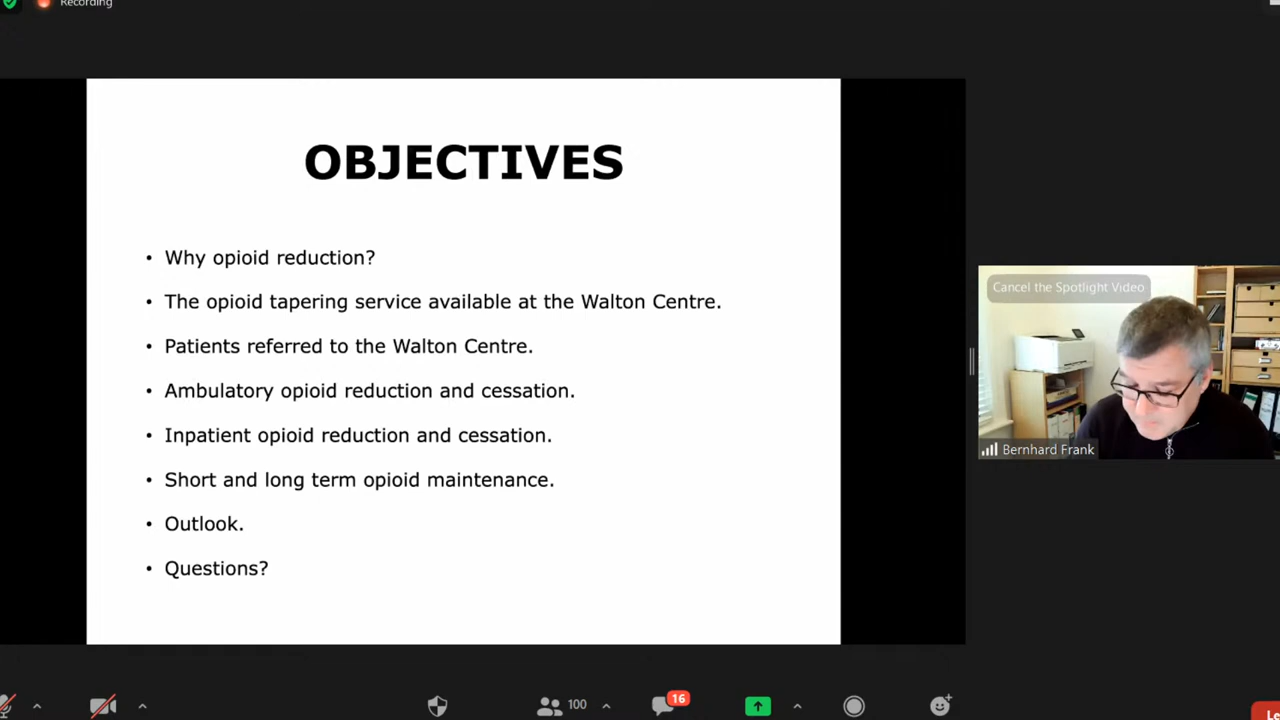 Recording
OBJECTIVES
• Why opioid reduction?
• The opioid tapering service available at the Walton Centre.
• Patients referred to the Walton Centre.
• Ambulatory opioid reduction and cessation.
• Inpatient opioid reduction and cessation.
• Short and long term opioid maintenance.
• Outlook.
• Questions?
Cancel the Spotlight Video
Bernhard Frank
100
16